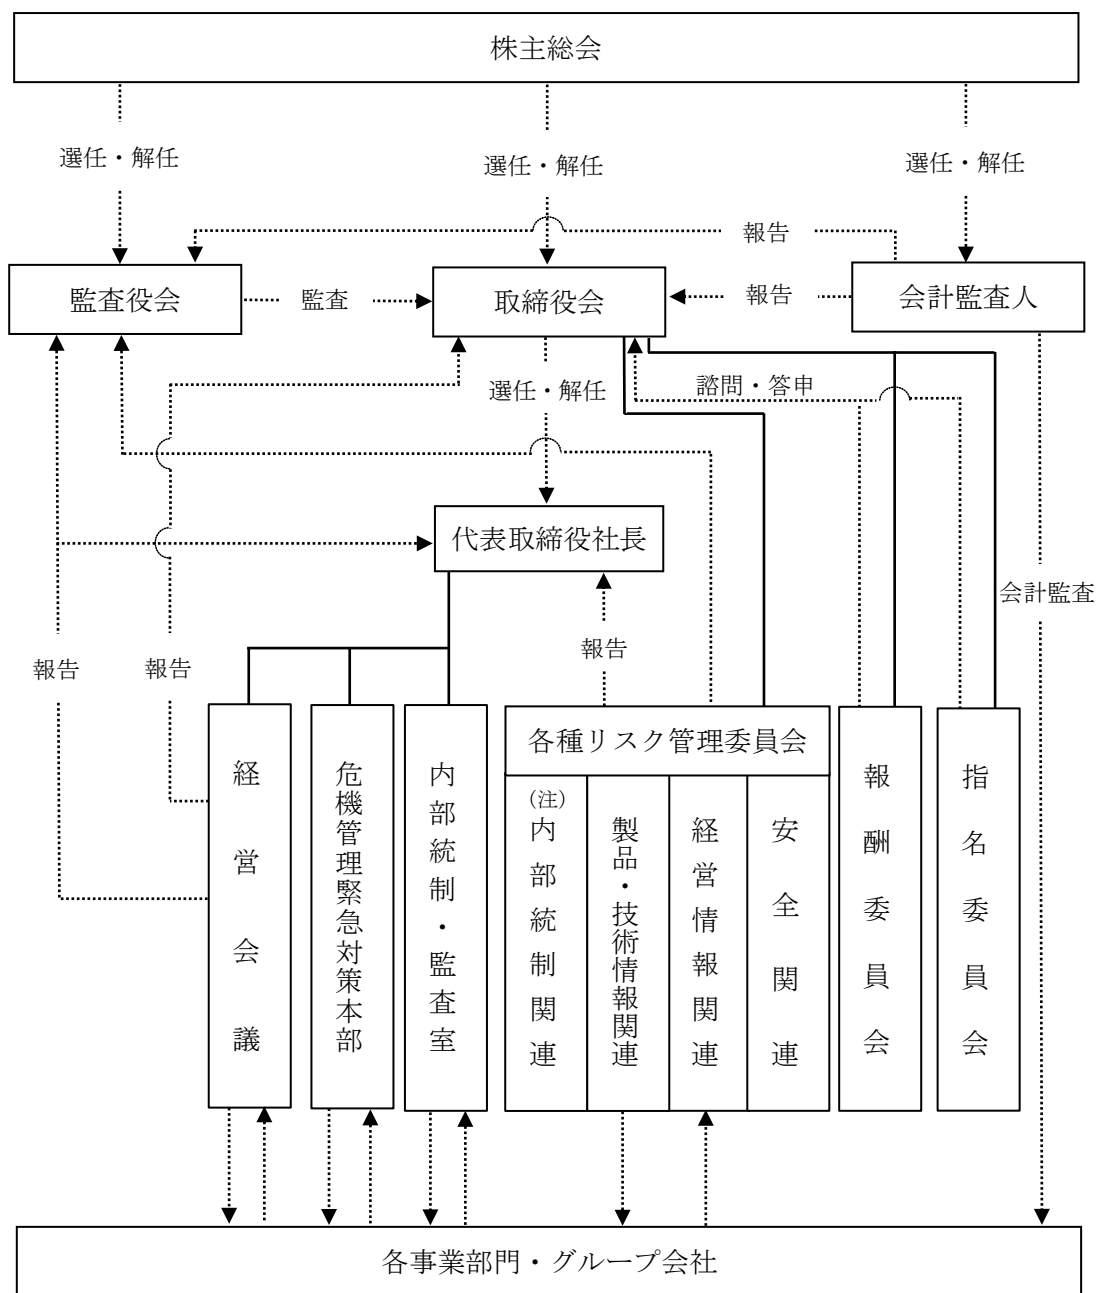 株主総会
選任・解任
選任・解任
選任・解任
報告
監査役会
監査
取締役会
報告
会計監査人
選任・解任
諮問・答申
代表取締役社長
会計監査
報告
報告
報告
経営会議
危機管理緊急対策本部
内部統制・監査室
各種リスク管理委員会
(注)
内部統制関連
製品・技術情報関連
経営情報関連
安全関連
報酬委員会
指名委員会
各事業部門・グループ会社